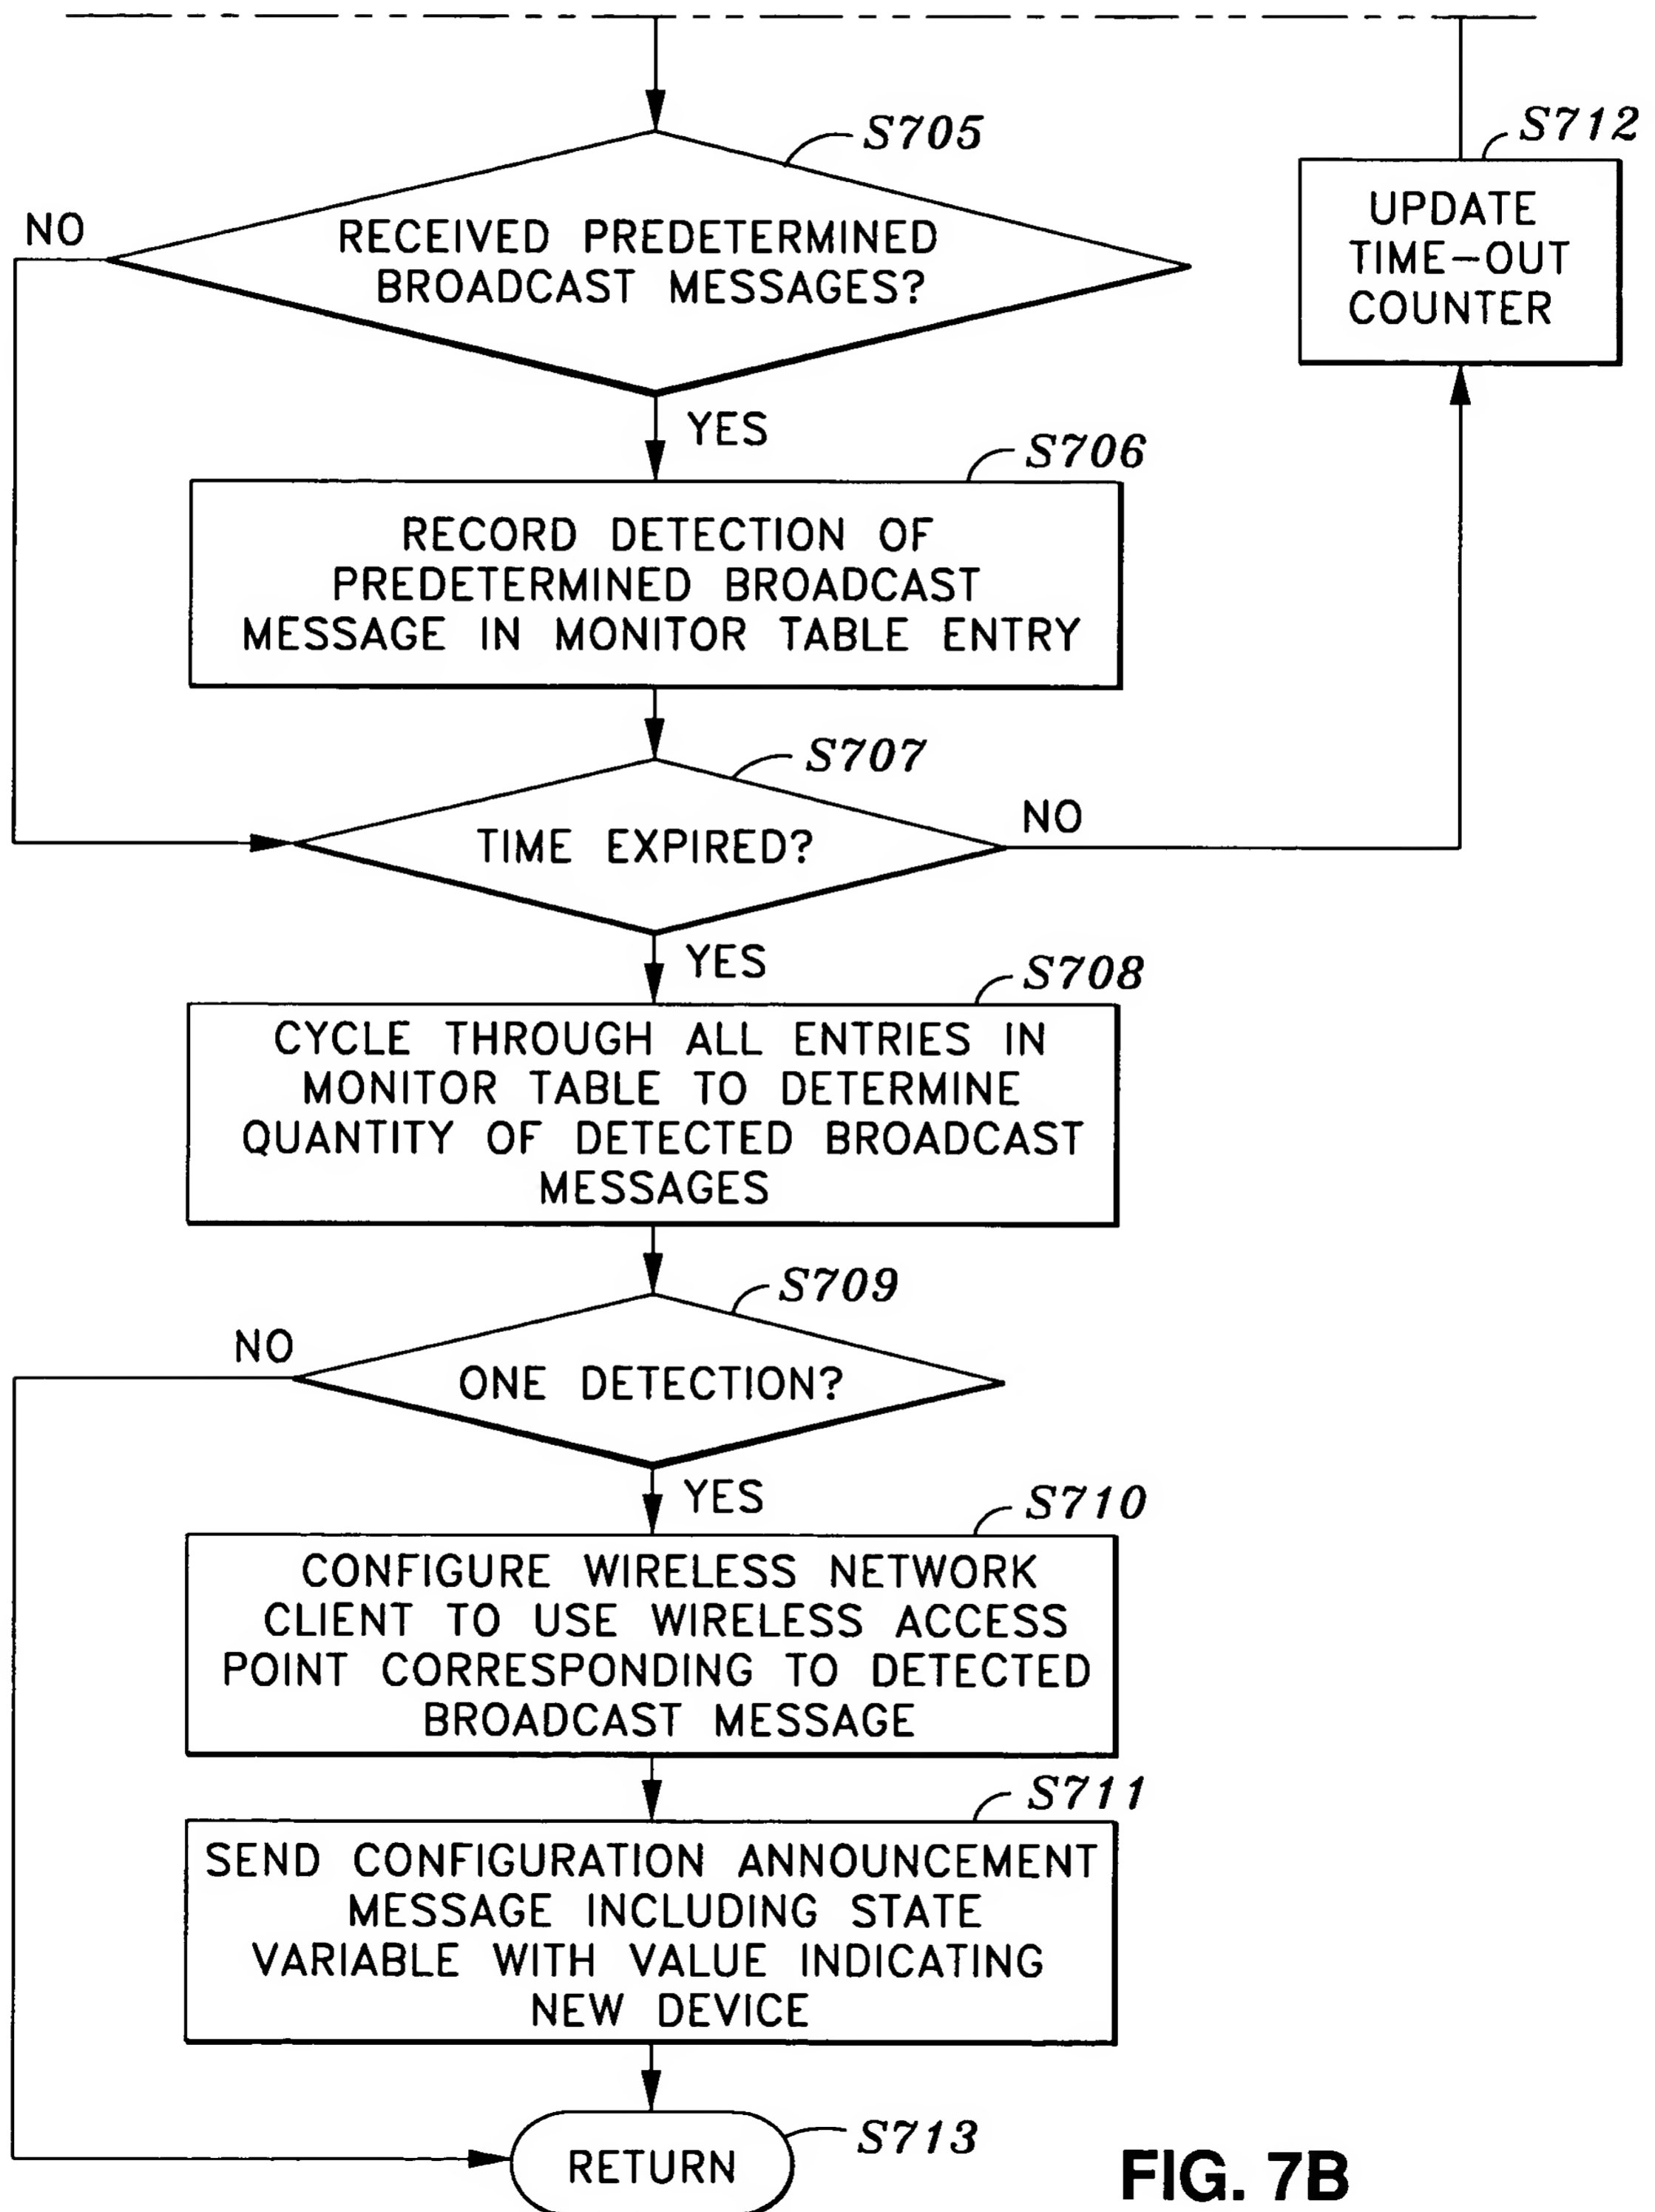 S705
S712
NO
RECEIVED PREDETERMINED
BROADCAST MESSAGES?
UPDATE
TIME-OUT
COUNTER
YES
S706
RECORD DETECTION OF
PREDETERMINED BROADCAST
MESSAGE IN MONITOR TABLE ENTRY
S707
TIME EXPIRED?
NO
YES
S708
CYCLE THROUGH ALL ENTRIES IN
MONITOR TABLE TO DETERMINE
QUANTITY OF DETECTED BROADCAST
MESSAGES
S709
NO
ONE DETECTION?
YES
S710
CONFIGURE WIRELESS NETWORK
CLIENT TO USE WIRELESS ACCESS
POINT CORRESPONDING TO DETECTED
BROADCAST MESSAGE
S711
SEND CONFIGURATION ANNOUNCEMENT
MESSAGE INCLUDING STATE
VARIABLE WITH VALUE INDICATING
NEW DEVICE
S713
RETURN
FIG. 7B